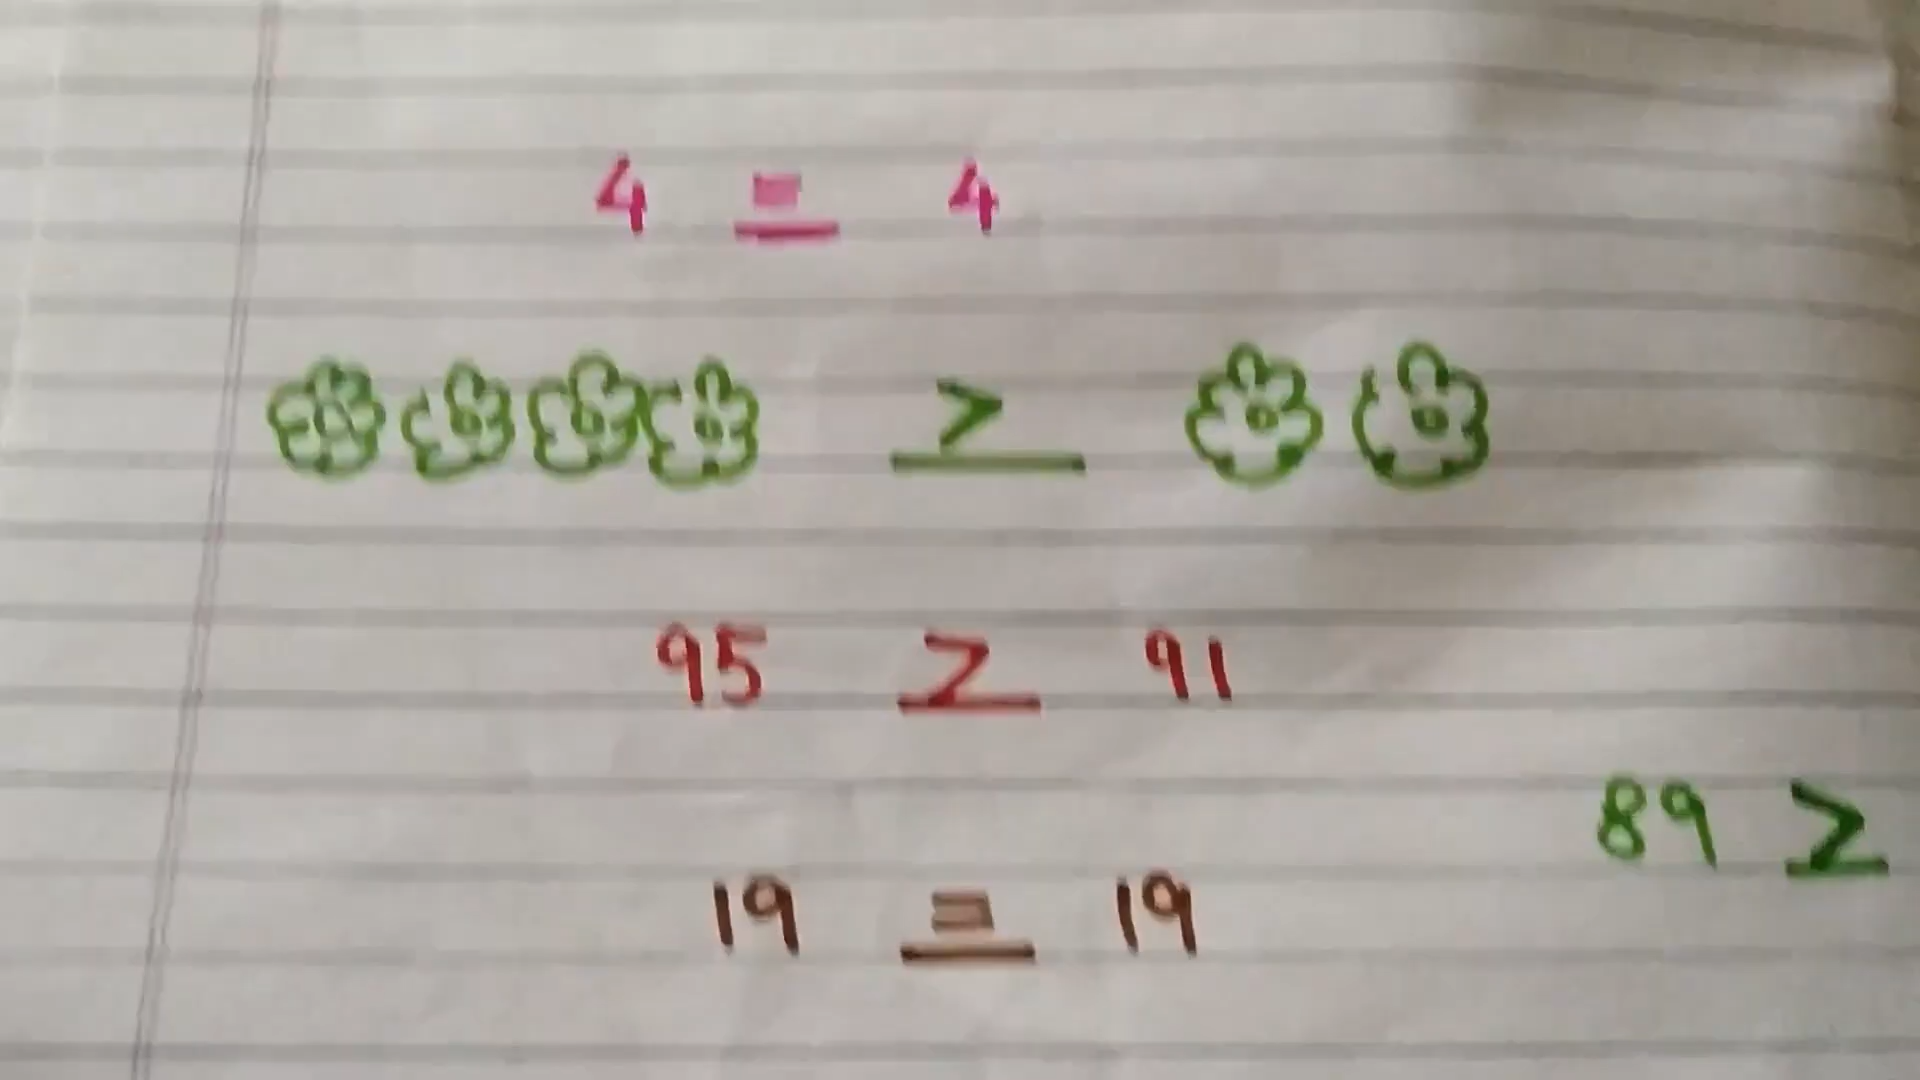 4 = 4
>
95 > 91
89 >
19 = 19